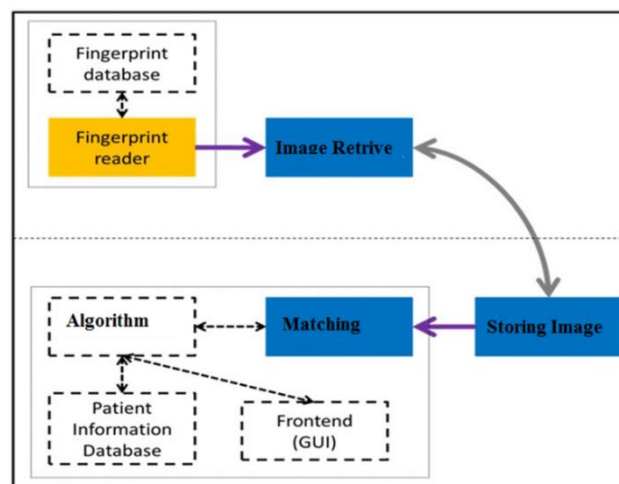 Fingerprint
database
Fingerprint
reader
Image Retrive
Algorithm
Matching
Storing Image
Patient
Information
Database
Frontend
(GUI)